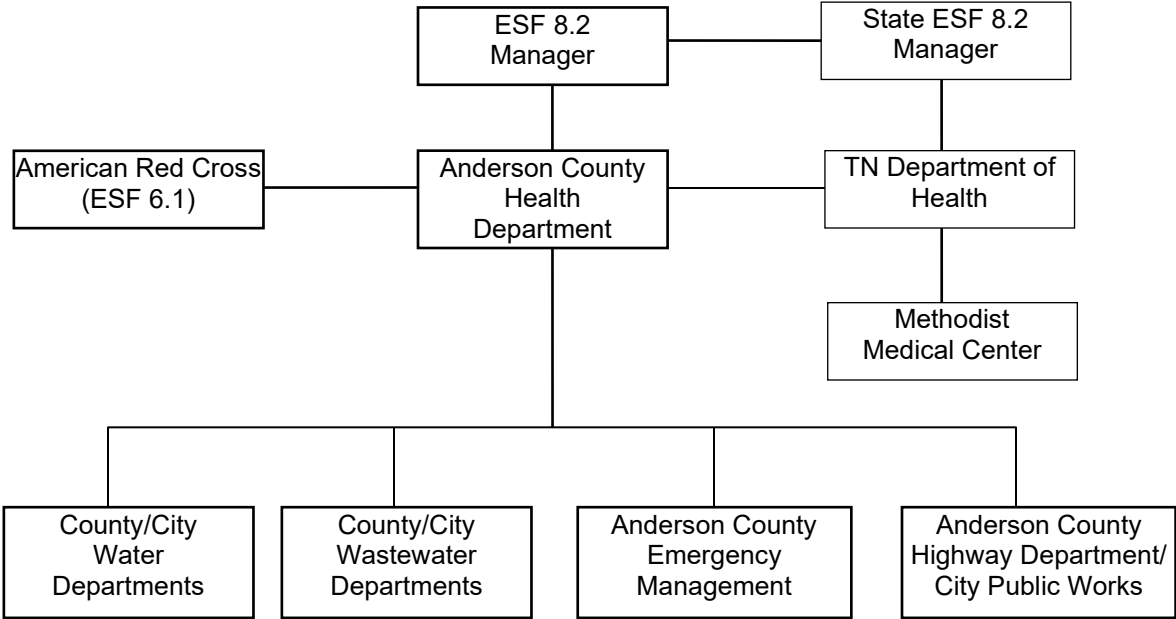 ESF 8.2
Manager
State ESF 8.2
Manager
American Red Cross
(ESF 6.1)
Anderson County
Health
Department
TN Department of
Health
Methodist
Medical Center
County/City
Water
Departments
County/City
Wastewater
Departments
Anderson County
Emergency
Management
Anderson County
Highway Department/
City Public Works